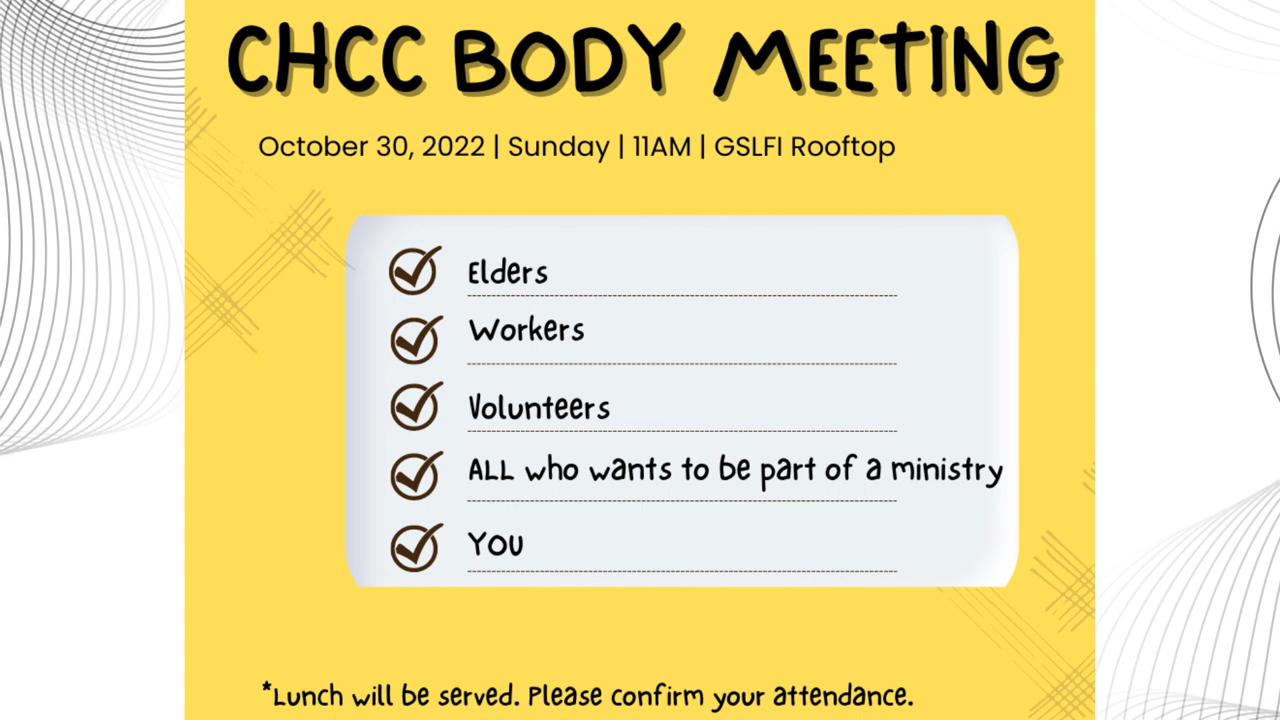 CHCC BODY MEETING
October 30, 2022 | Sunday | 11AM | GSLFI Rooftop
Elders
Workers
Volunteers
ALL who wants to be part of a ministry
YOU
*Lunch will be served. Please confirm your attendance.